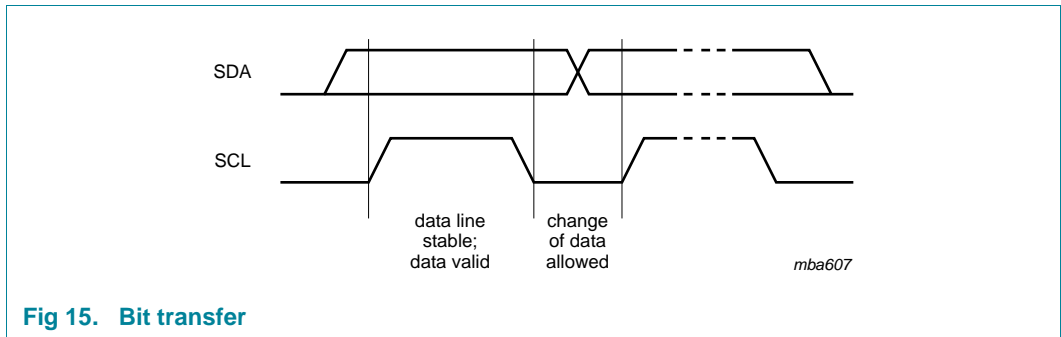 SDA
SCL
data line
stable;
data valid
change
of data
allowed
mba607
Fig 15. Bit transfer